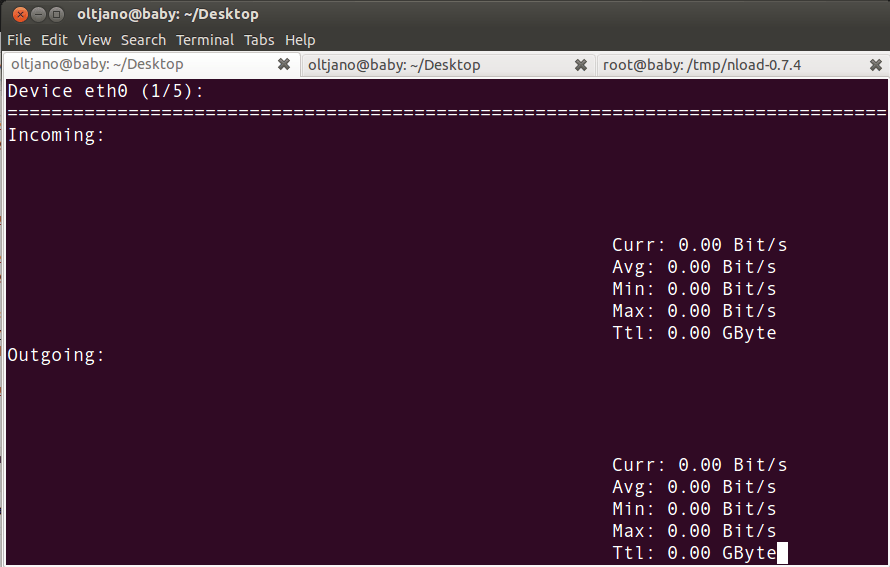 oltjano@baby: ~/Desktop
File Edit View Search Terminal Tabs Help
oltjano@baby: ~/Desktop oltjano@baby: ~/Desktop root@baby: /tmp/nload-0.7.4
Device eth0 (1/5):
================================================================================
Incoming:
Curr: 0.00 Bit/s
Avg: 0.00 Bit/s
Min: 0.00 Bit/s
Max: 0.00 Bit/s
Ttl: 0.00 GByte
Outgoing:
Curr: 0.00 Bit/s
Avg: 0.00 Bit/s
Min: 0.00 Bit/s
Max: 0.00 Bit/s
Ttl: 0.00 GByte